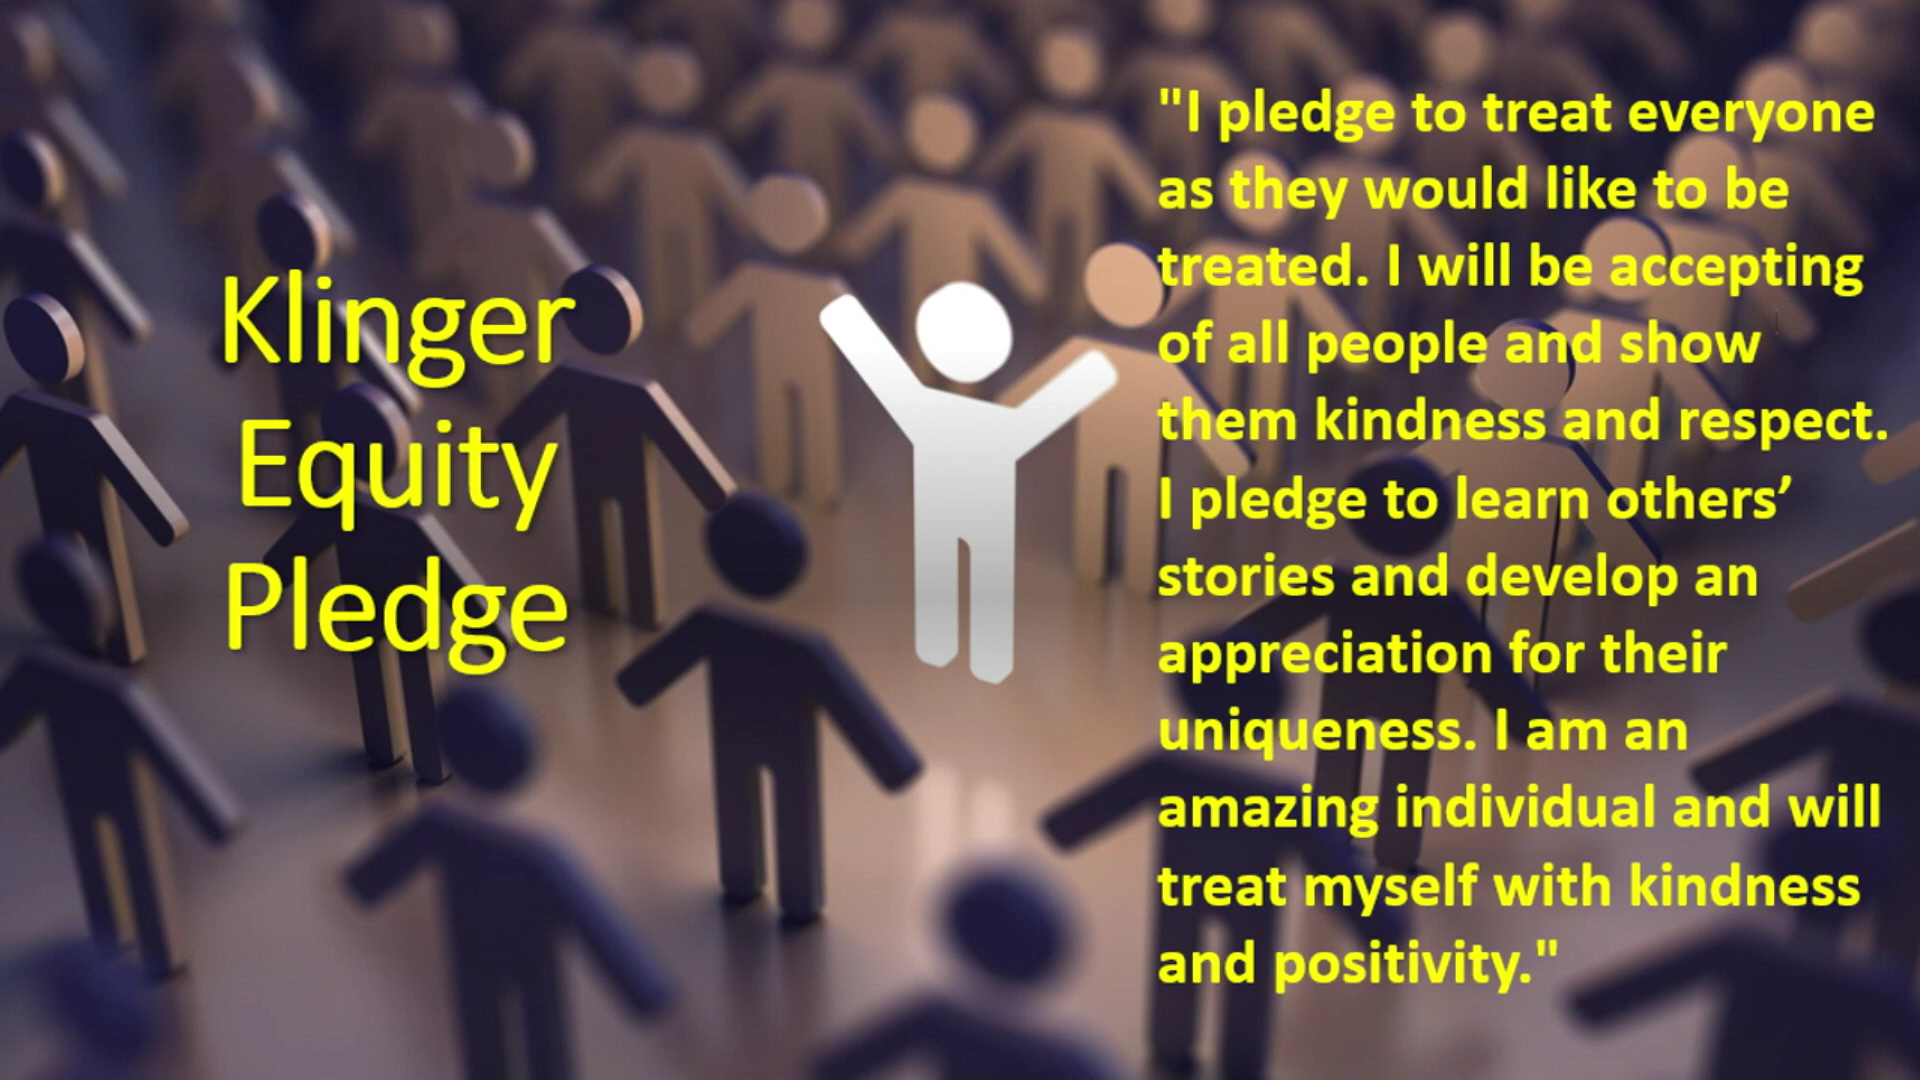 Klinger
Equity
Pledge
"I pledge to treat everyone
as they would like to be
treated. I will be accepting
of all people and show
them kindness and respect.
I pledge to learn others’
stories and develop an
appreciation for their
uniqueness. I am an
amazing individual and will
treat myself with kindness
and positivity."